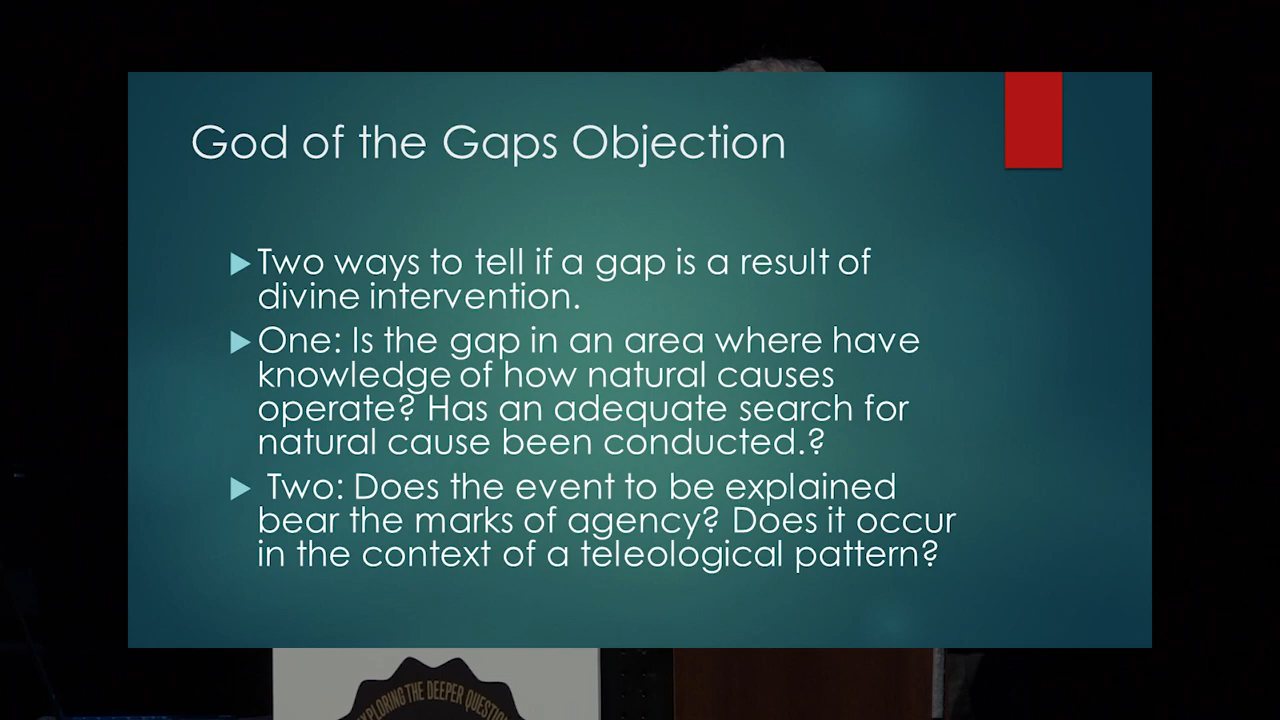 God of the Gaps Objection
Two ways to tell if a gap is a result of
divine intervention.
One: Is the gap in an area where have
knowledge of how natural causes
operate? Has an adequate search for
natural cause been conducted.?
Two: Does the event to be explained
bear the marks of agency? Does it occur
in the context of a teleological pattern?
EXPLORING THE DEEPER